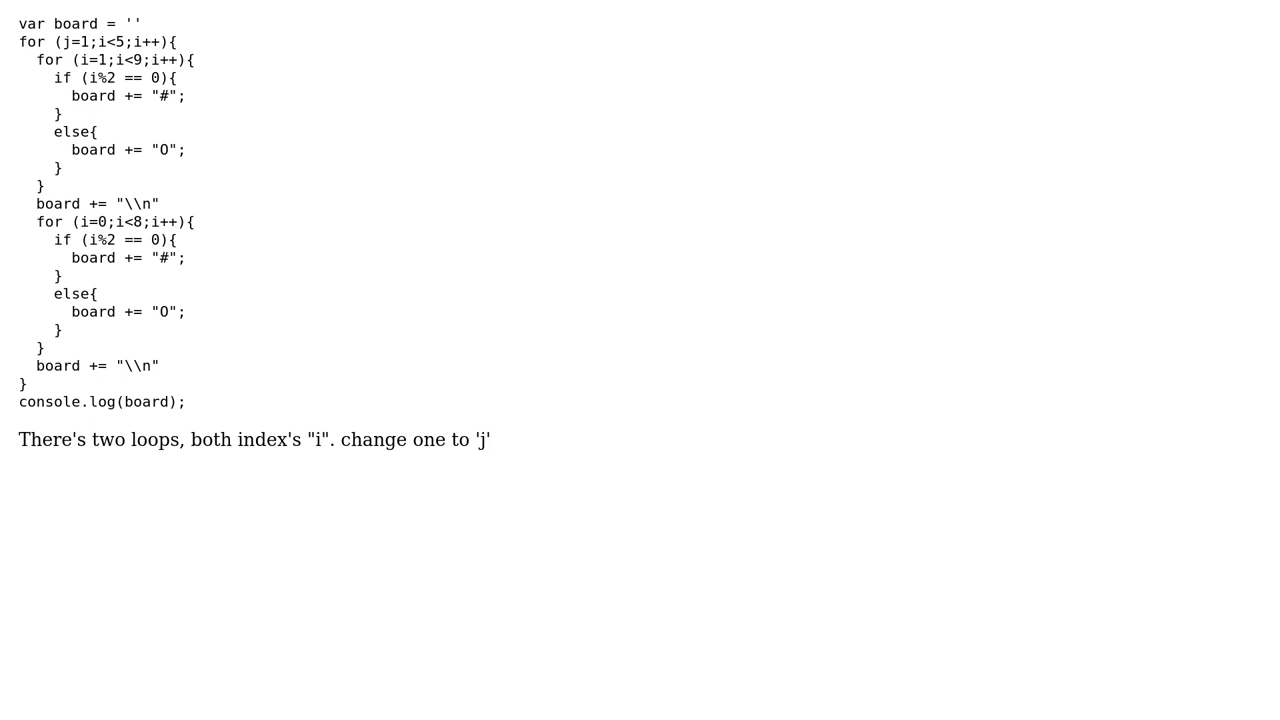 var board = ''
for (j=1;i<5;i++){
  for (i=1;i<9;i++){
    if (i%2 == 0){
      board += "#";
    }
    else{
      board += "O";
    }
  }
  board += "\\n"
  for (i=0;i<8;i++){
    if (i%2 == 0){
      board += "#";
    }
    else{
      board += "O";
    }
  }
  board += "\\n"
}
console.log(board);
There's two loops, both index's "i". change one to 'j'